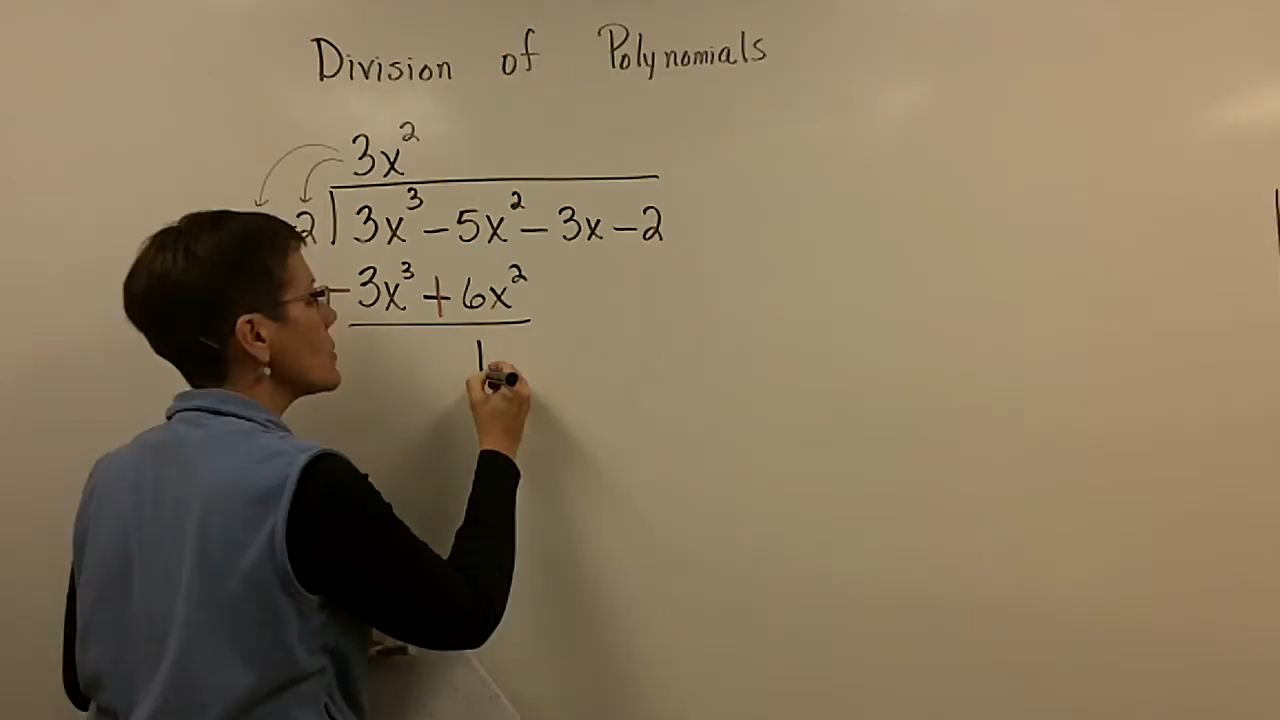 Division of Polynomials
3x²
2 ) 3x³ − 5x² − 3x − 2
− 3x³ + 6x²
1